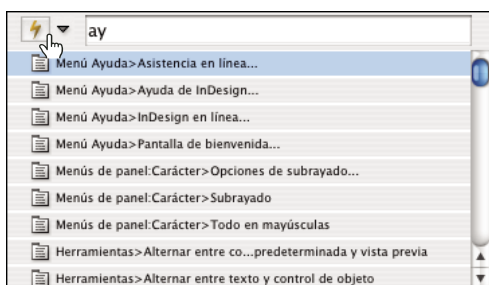 ay
Menú Ayuda>Asistencia en línea...
Menú Ayuda>Ayuda de InDesign...
Menú Ayuda>InDesign en línea...
Menú Ayuda>Pantalla de bienvenida...
Menús de panel:Carácter>Opciones de subrayado...
Menús de panel:Carácter>Subrayado
Menús de panel:Carácter>Todo en mayúsculas
Herramientas>Alternar entre co...predeterminada y vista previa
Herramientas>Alternar entre texto y control de objeto